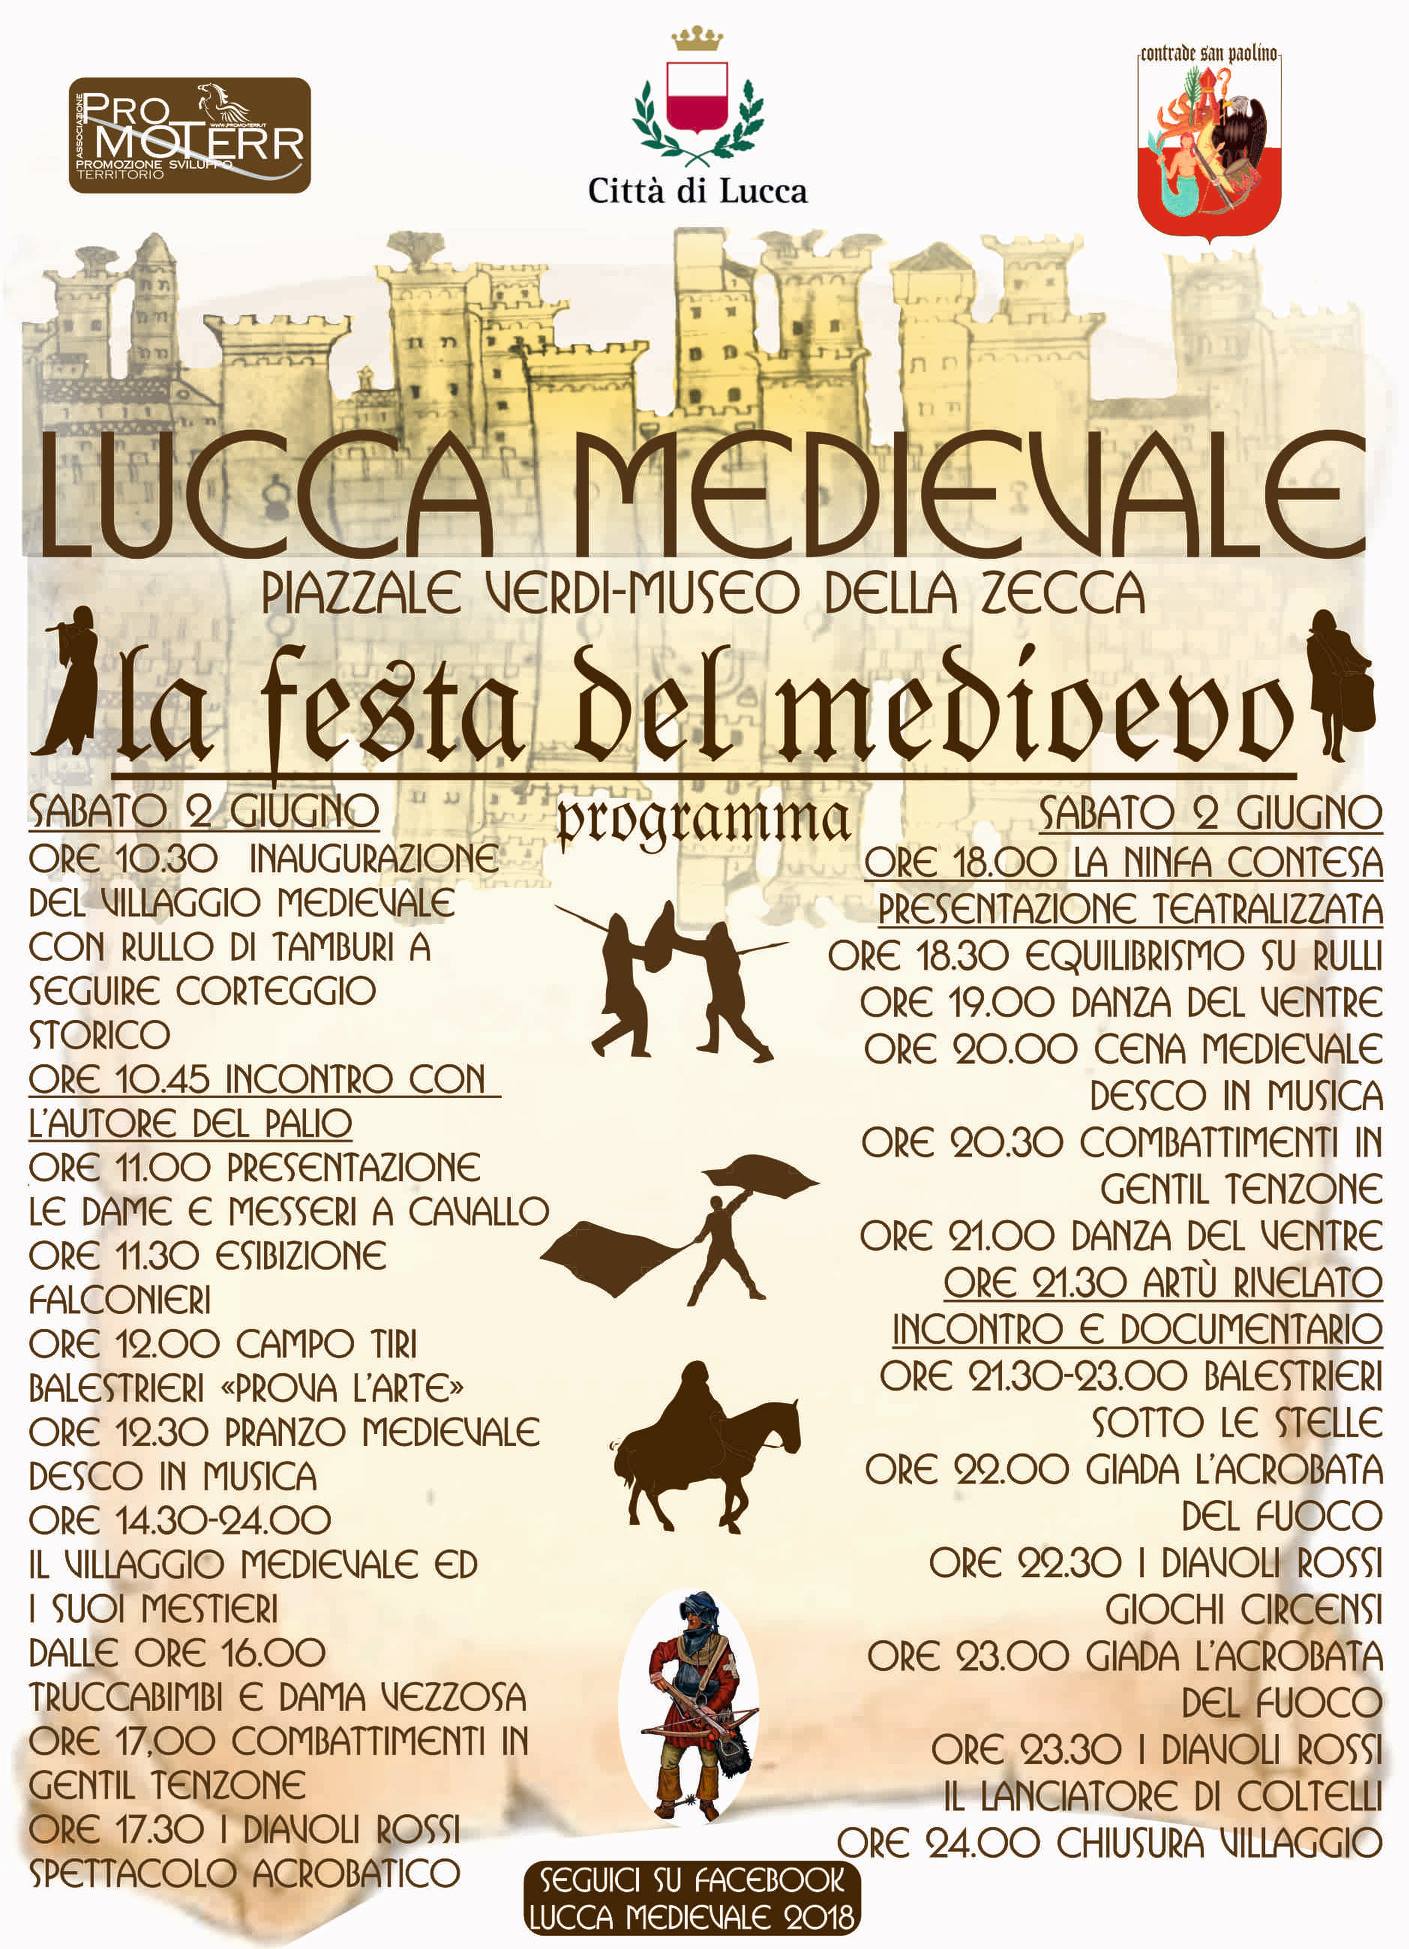 ASSOCIAZIONE
PRO
MOTERR
WWW.PROMOTERR.IT
PROMOZIONE SVILUPPO
TERRITORIO
Città di Lucca
contrade san paolino
LUCCA MEDIEVALE
PIAZZALE VERDI-MUSEO DELLA ZECCA
la festa del medioevo
programma
SABATO 2 GIUGNO
ORE 10.30 INAUGURAZIONE
DEL VILLAGGIO MEDIEVALE
CON RULLO DI TAMBURI A
SEGUIRE CORTEGGIO
STORICO
ORE 10.45 INCONTRO CON
L'AUTORE DEL PALIO
ORE 11.00 PRESENTAZIONE
LE DAME E MESSERI A CAVALLO
ORE 11.30 ESIBIZIONE
FALCONIERI
ORE 12.00 CAMPO TIRI
BALESTRIERI «PROVA L'ARTE»
ORE 12.30 PRANZO MEDIEVALE
DESCO IN MUSICA
ORE 14.30-24.00
IL VILLAGGIO MEDIEVALE ED
I SUOI MESTIERI
DALLE ORE 16.00
TRUCCABIMBI E DAMA VEZZOSA
ORE 17,00 COMBATTIMENTI IN
GENTIL TENZONE
ORE 17.30 I DIAVOLI ROSSI
SPETTACOLO ACROBATICO
SABATO 2 GIUGNO
ORE 18.00 LA NINFA CONTESA
PRESENTAZIONE TEATRALIZZATA
ORE 18.30 EQUILIBRISMO SU RULLI
ORE 19.00 DANZA DEL VENTRE
ORE 20.00 CENA MEDIEVALE
DESCO IN MUSICA
ORE 20.30 COMBATTIMENTI IN
GENTIL TENZONE
ORE 21.00 DANZA DEL VENTRE
ORE 21.30 ARTÙ RIVELATO
INCONTRO E DOCUMENTARIO
ORE 21.30-23.00 BALESTRIERI
SOTTO LE STELLE
ORE 22.00 GIADA L'ACROBATA
DEL FUOCO
ORE 22.30 I DIAVOLI ROSSI
GIOCHI CIRCENSI
ORE 23.00 GIADA L'ACROBATA
DEL FUOCO
ORE 23.30 I DIAVOLI ROSSI
IL LANCIATORE DI COLTELLI
ORE 24.00 CHIUSURA VILLAGGIO
SEGUICI SU FACEBOOK
LUCCA MEDIEVALE 2018